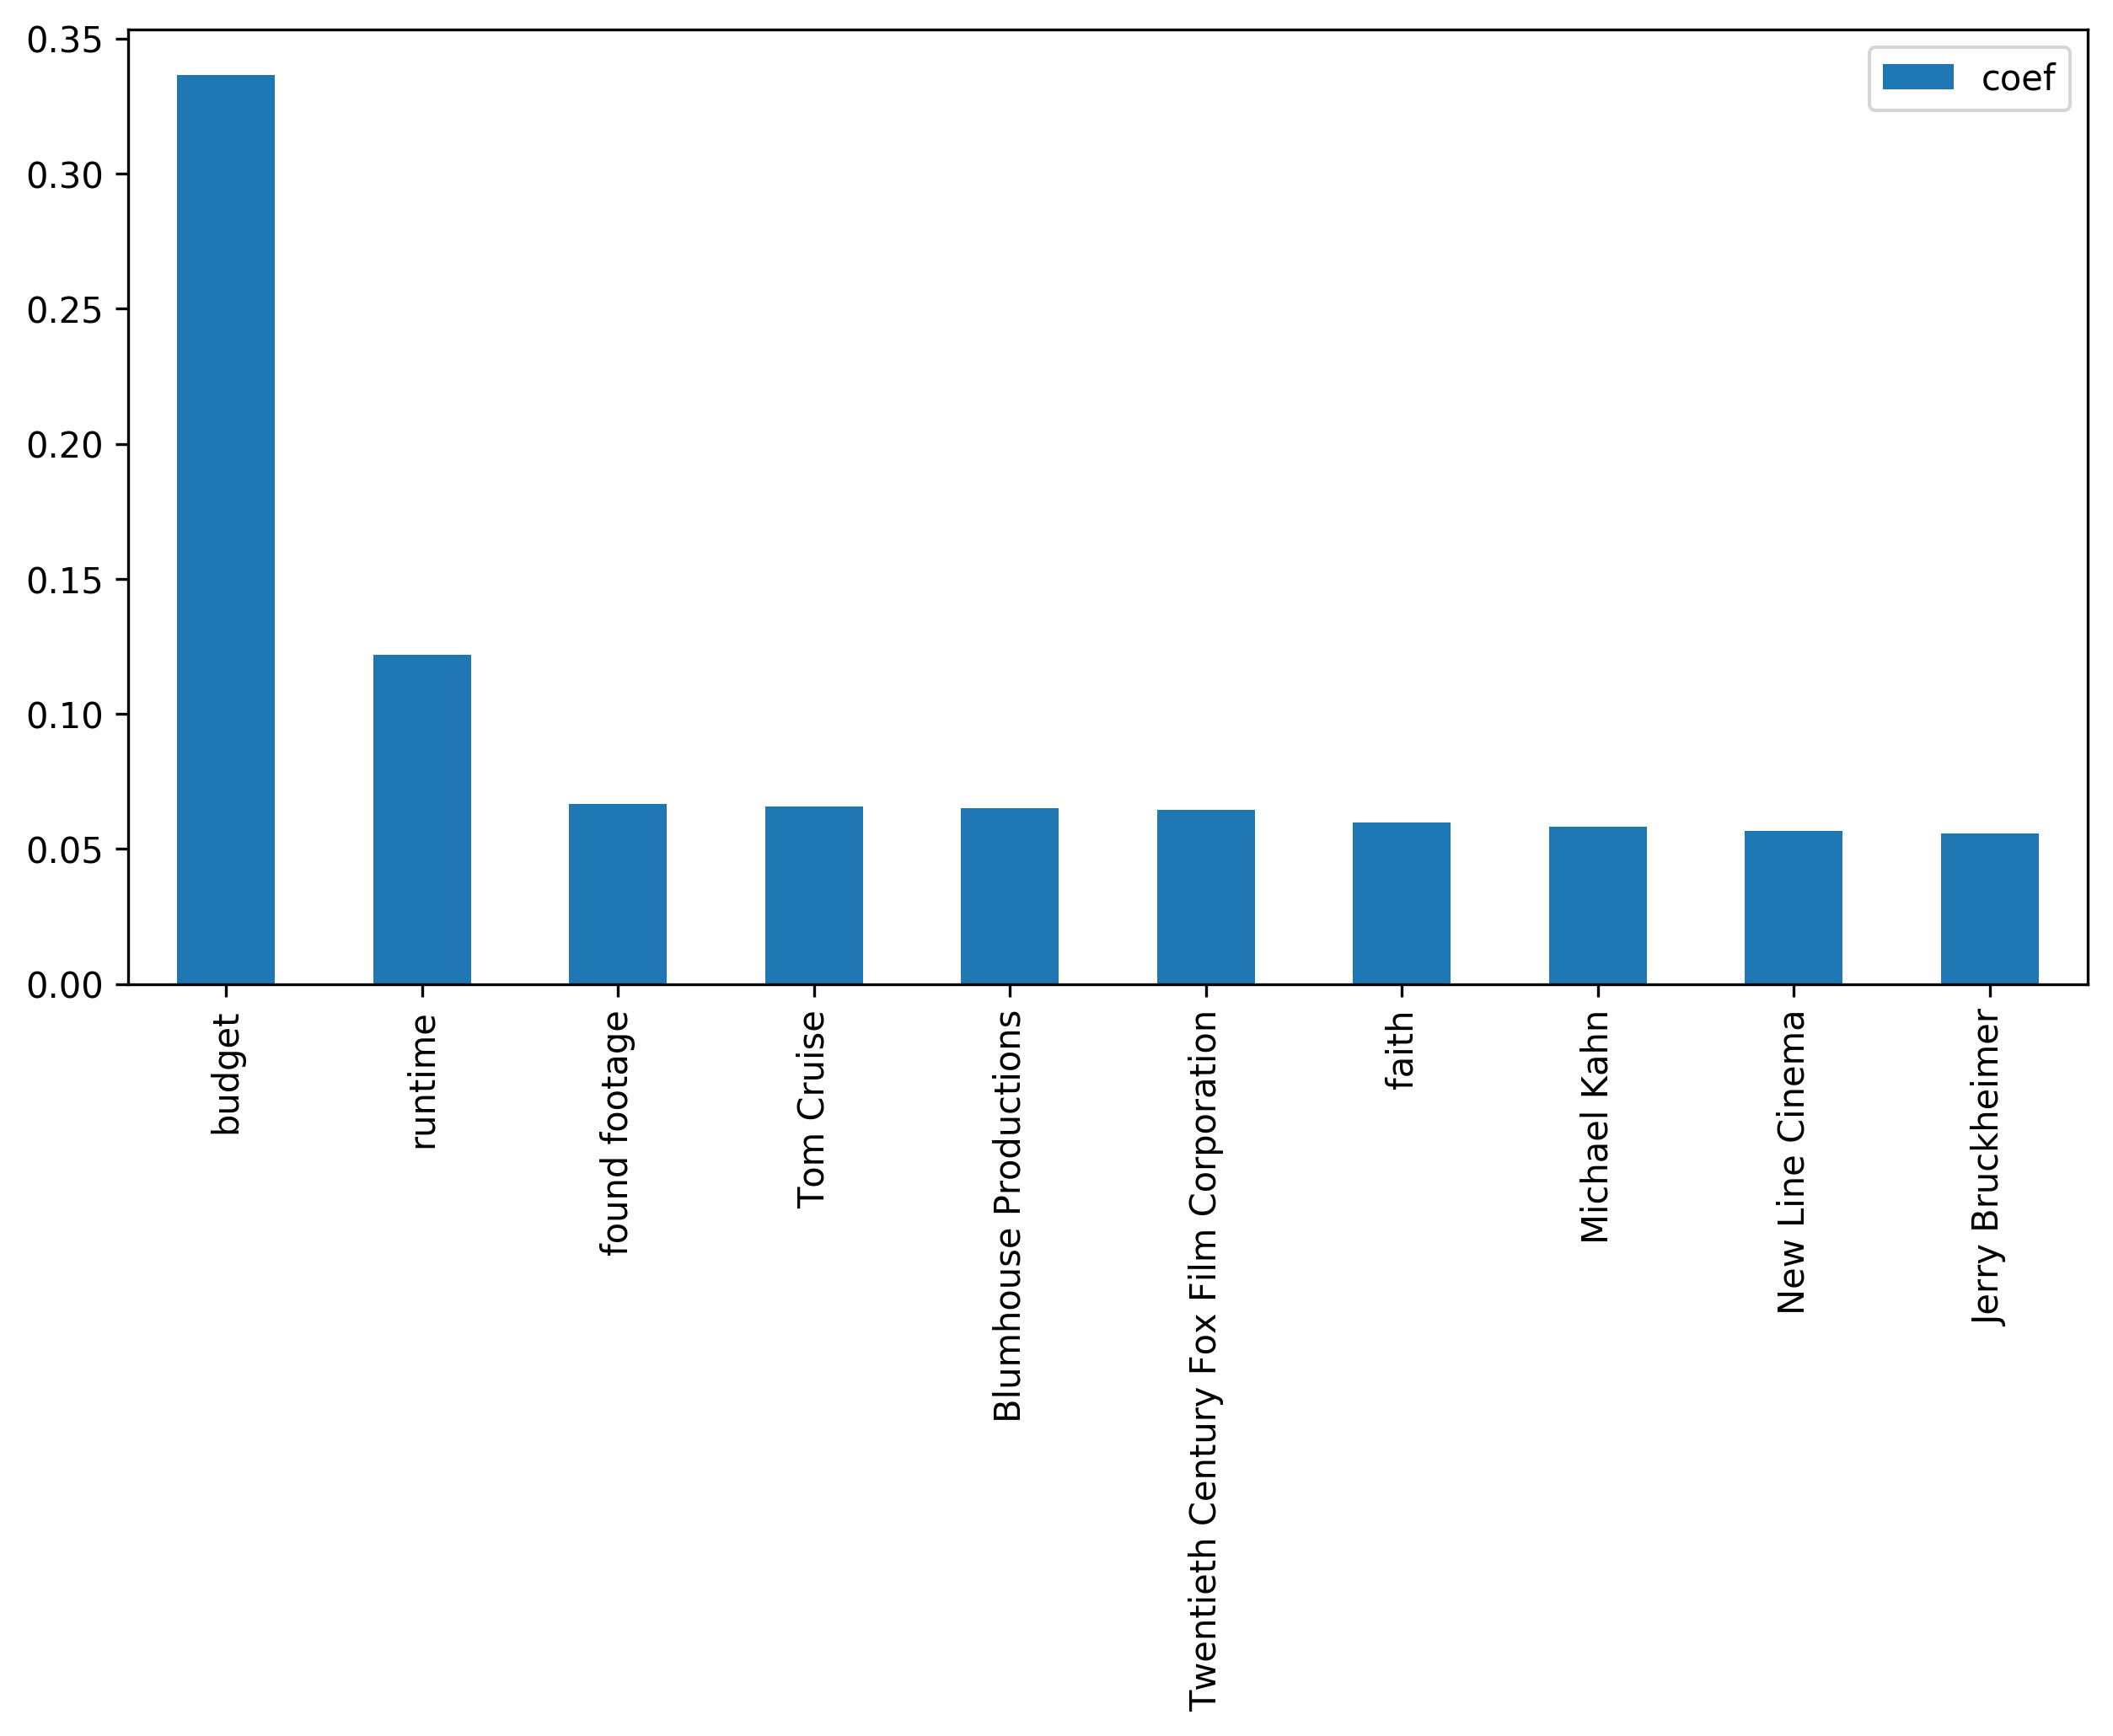 0.35
0.30
0.25
0.20
0.15
0.10
0.05
0.00
coef
budget
runtime
found footage
Tom Cruise
Blumhouse Productions
Twentieth Century Fox Film Corporation
faith
Michael Kahn
New Line Cinema
Jerry Bruckheimer